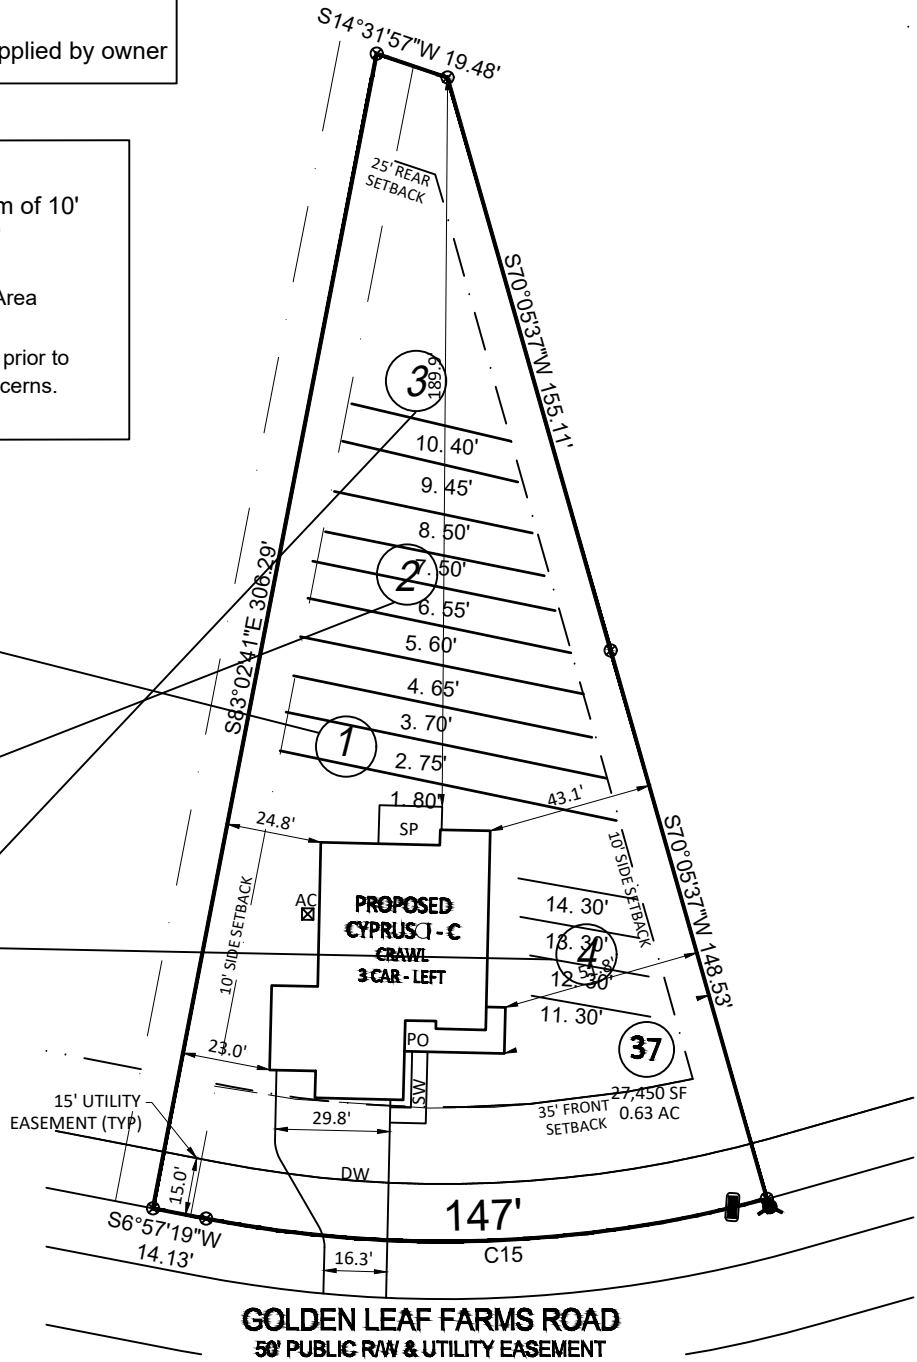 pplied by owner
S14°31'57"W 19.48'
m of 10'
Area
prior to
cerns.
25' REAR
SETBACK
S70°05'37"W 155.11'
3
189.9'
10. 40'
9. 45'
8. 50'
7. 50'
2
6. 55'
5. 60'
4. 65'
3. 70'
1
2. 75'
1. 80'
S83°02'41"E 306.29'
43.1'
24.8'
SP
10' SIDE SETBACK
S70°05'37"W 148.53'
AC
PROPOSED
CYPRUS I - C
CRAWL
3 CAR - LEFT
10' SIDE SETBACK
14. 30'
13. 30'
4
12. 30'
11. 30'
PO
37
23.0'
SW
27,450 SF
0.63 AC
15' UTILITY
EASEMENT (TYP)
29.8'
35' FRONT
SETBACK
DW
15.0'
147'
S6°57'19"W
14.13'
C15
16.3'
GOLDEN LEAF FARMS ROAD
50' PUBLIC R/W & UTILITY EASEMENT